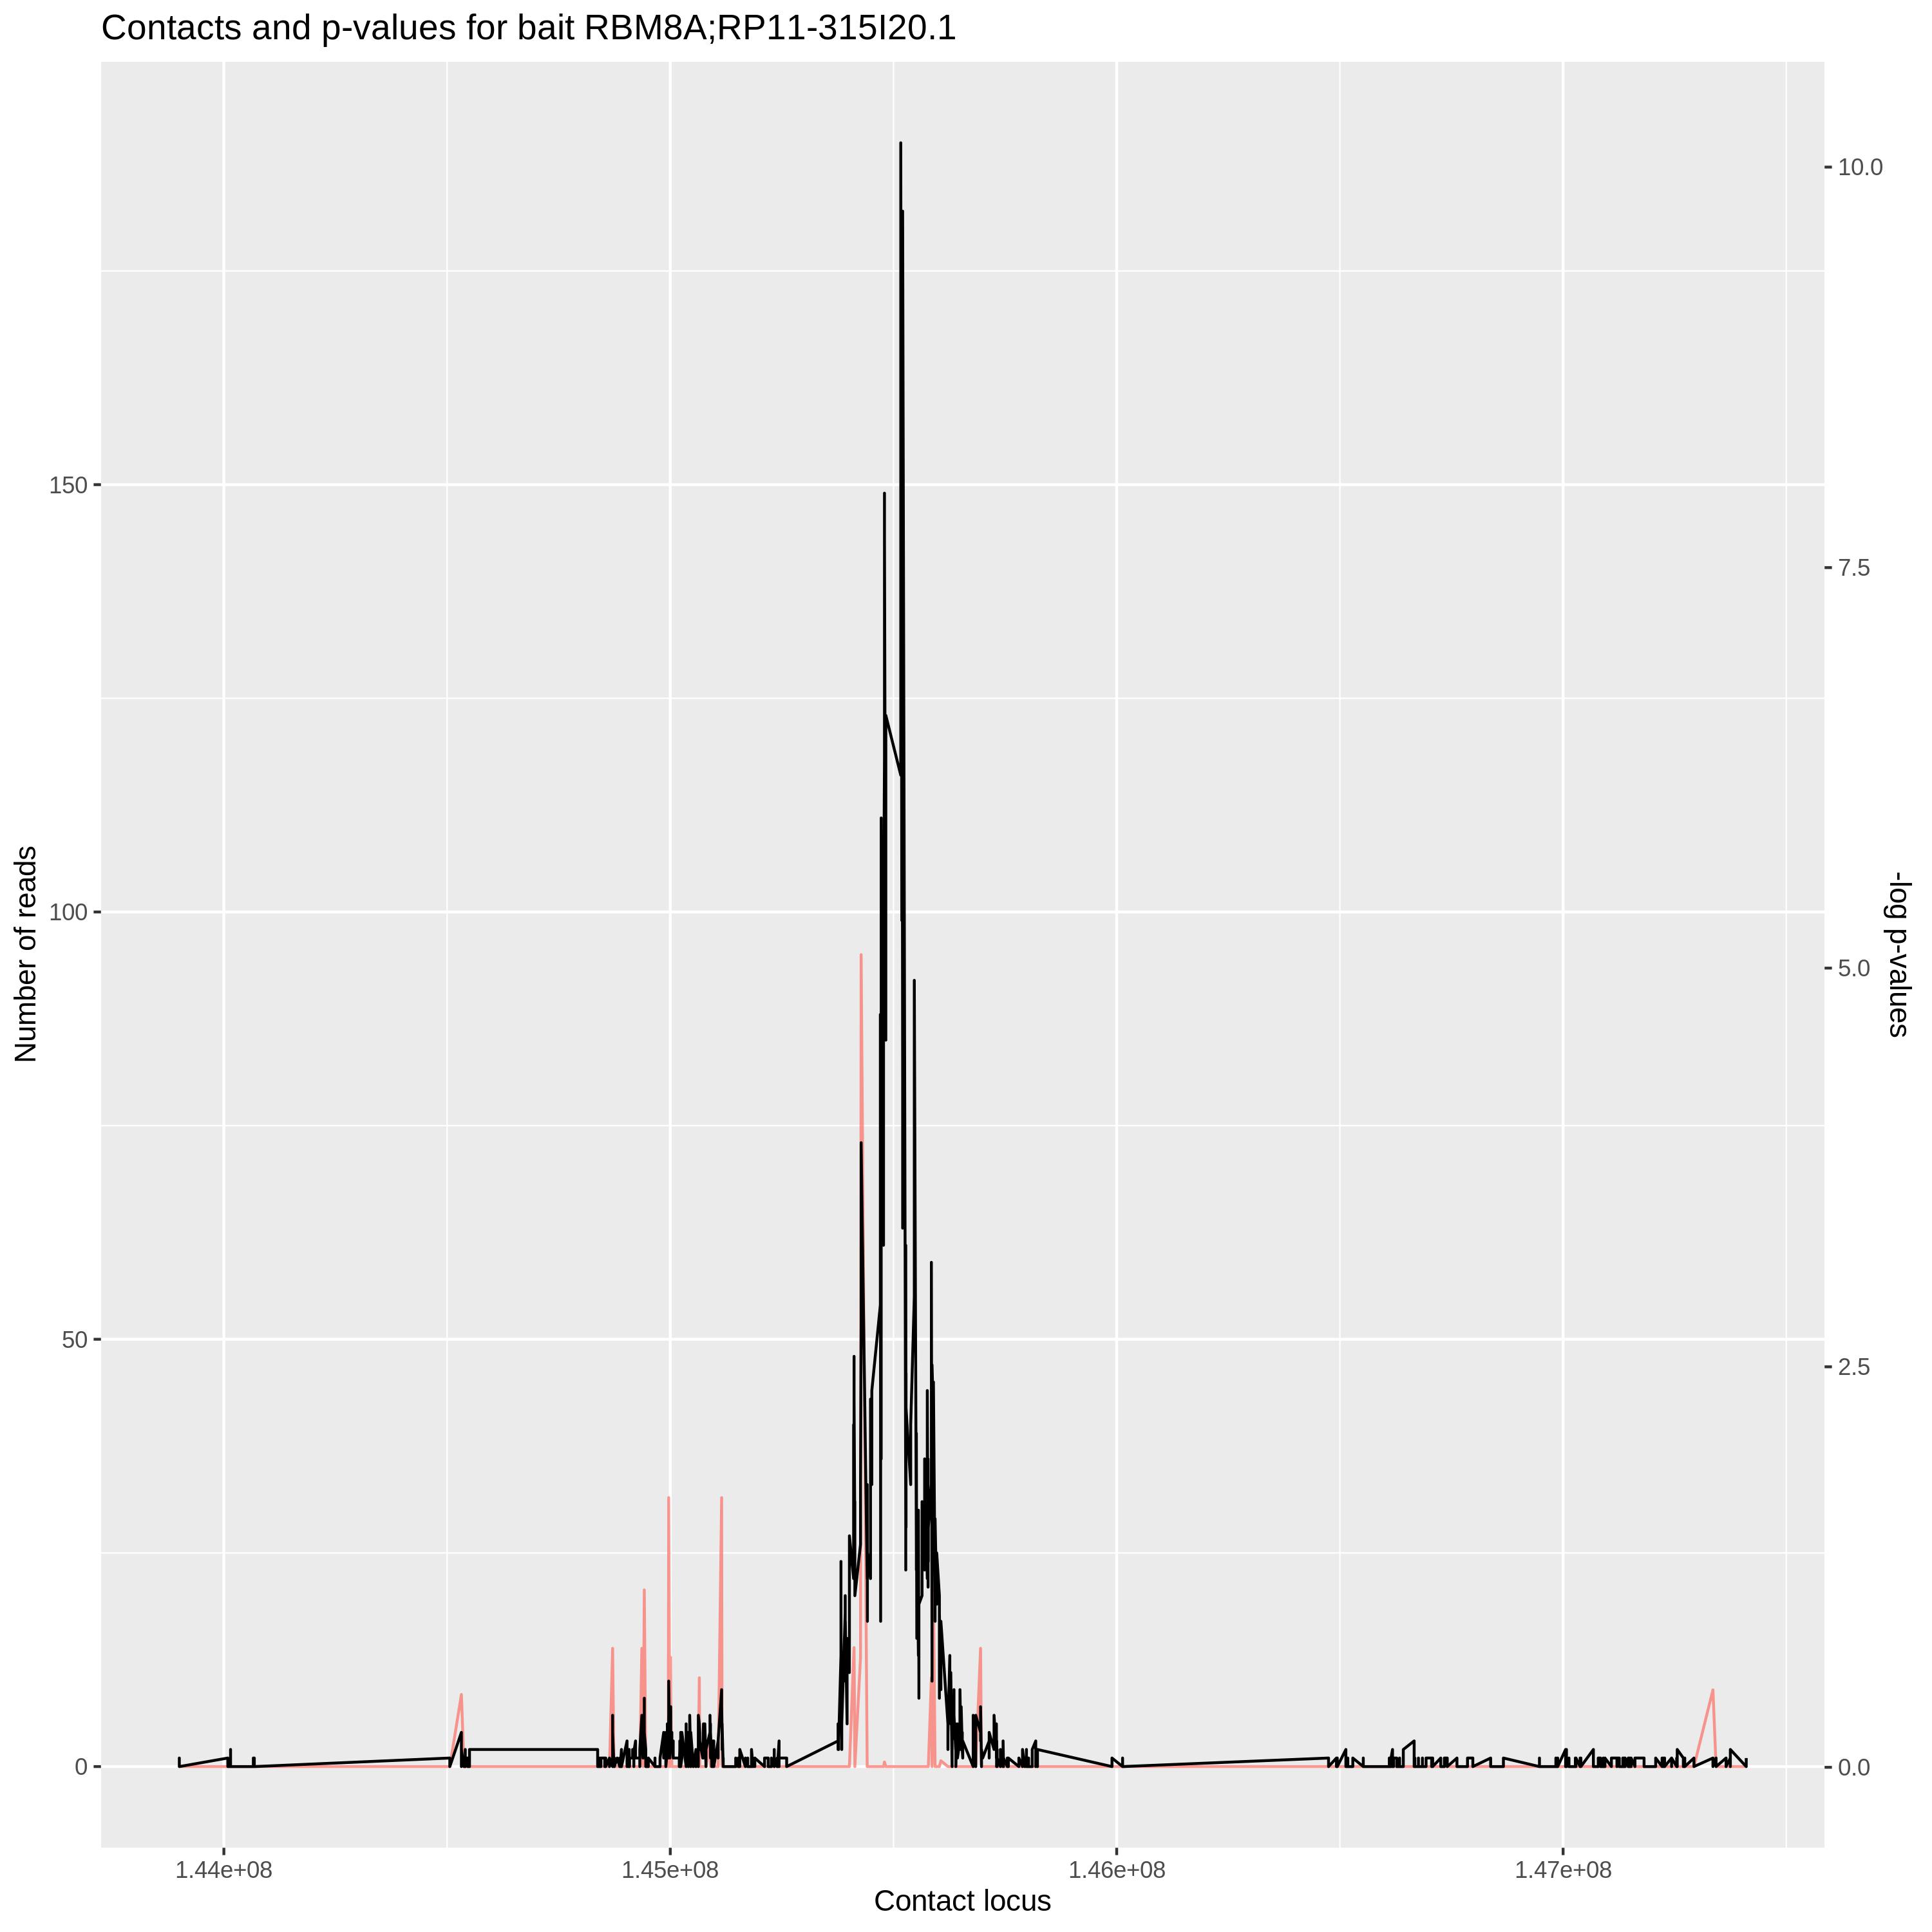 Contacts and p-values for bait RBM8A;RP11-315I20.1
Number of reads
150
100
50
0
10.0
7.5
5.0
2.5
0.0
-log p-values
1.44e+08
1.45e+08
1.46e+08
1.47e+08
Contact locus